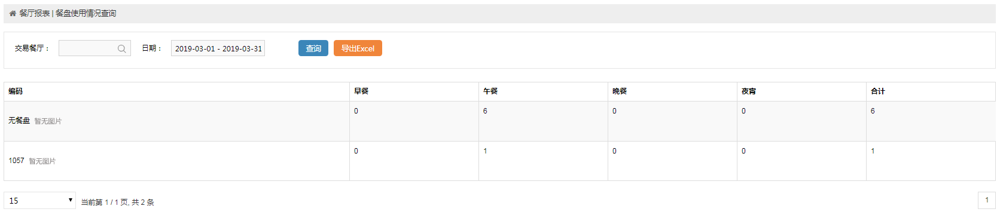 餐厅报表 | 餐盘使用情况查询
交易餐厅： 日期： 2019-03-01 - 2019-03-31 查询 导出Excel
编码 早餐 午餐 晚餐 夜宵 合计
无餐盘 暂无图片 0 6 0 0 6
1057 暂无图片 0 1 0 0 1
15 当前第 1 / 1 页, 共 2 条 1